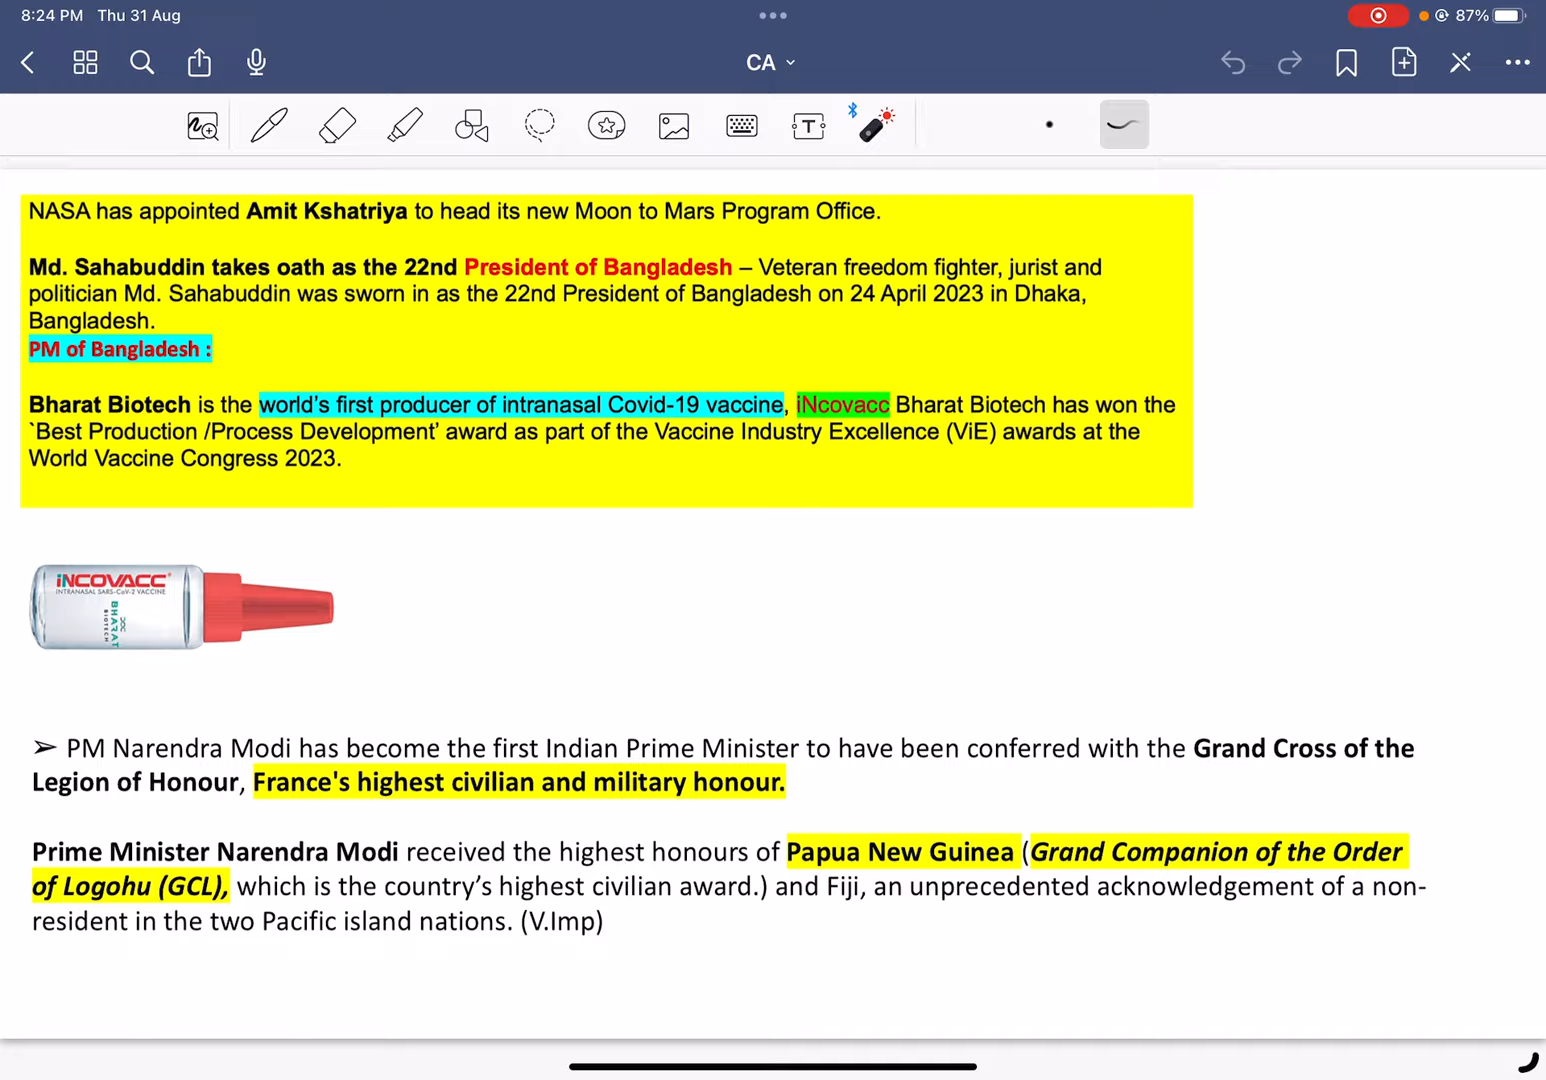 8:24 PM Thu 31 Aug
87%
CA
T
NASA has appointed Amit Kshatriya to head its new Moon to Mars Program Office.
Md. Sahabuddin takes oath as the 22nd President of Bangladesh – Veteran freedom fighter, jurist and
politician Md. Sahabuddin was sworn in as the 22nd President of Bangladesh on 24 April 2023 in Dhaka,
Bangladesh.
PM of Bangladesh :
Bharat Biotech is the world's first producer of intranasal Covid-19 vaccine, iNcovacc Bharat Biotech has won the
`Best Production /Process Development' award as part of the Vaccine Industry Excellence (ViE) awards at the
World Vaccine Congress 2023.
iNCOVACC®
INTRANASAL SARS-CoV-2 VACCINE
BHARAT
BIOTECH
➢ PM Narendra Modi has become the first Indian Prime Minister to have been conferred with the Grand Cross of the
Legion of Honour, France's highest civilian and military honour.
Prime Minister Narendra Modi received the highest honours of Papua New Guinea (Grand Companion of the Order
of Logohu (GCL), which is the country's highest civilian award.) and Fiji, an unprecedented acknowledgement of a non-
resident in the two Pacific island nations. (V.Imp)